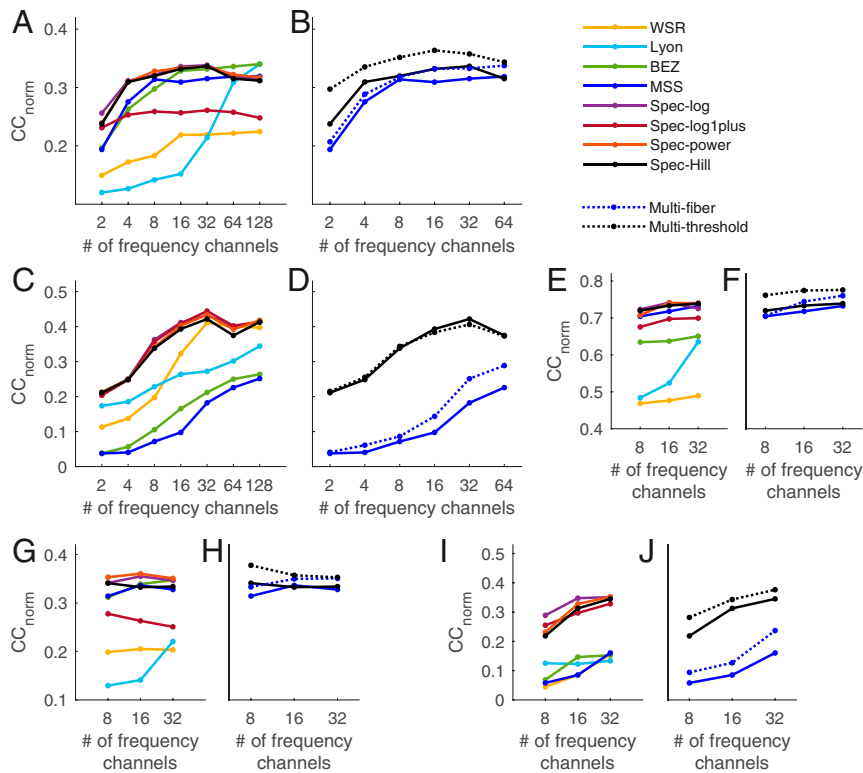 A
B
0.4
0.3
0.2
CCnorm
2 4 8 16 32 64 128
# of frequency channels
2 4 8 16 32 64
# of frequency channels
WSR
Lyon
BEZ
MSS
Spec-log
Spec-log1plus
Spec-power
Spec-Hill
Multi-fiber
Multi-threshold
C
D
0.5
0.4
0.3
0.2
0.1
0
CCnorm
2 4 8 16 32 64 128
# of frequency channels
2 4 8 16 32 64
# of frequency channels
E
F
0.8
0.7
0.6
0.5
0.4
CCnorm
8 16 32
# of frequency
channels
8 16 32
# of frequency
channels
G
H
0.4
0.3
0.2
0.1
CCnorm
8 16 32
# of frequency
channels
8 16 32
# of frequency
channels
I
J
0.5
0.4
0.3
0.2
0.1
0
CCnorm
8 16 32
# of frequency
channels
8 16 32
# of frequency
channels